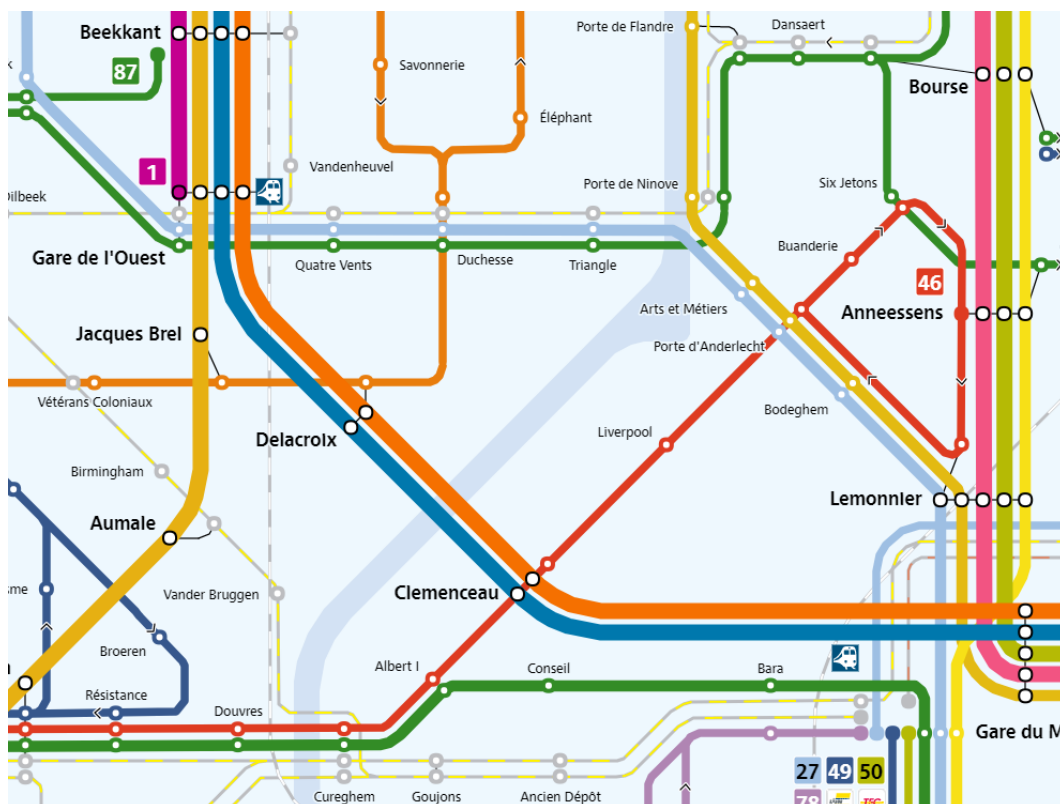 Beekkant
87
Savonnerie
Éléphant
Porte de Flandre
Dansaert
Bourse
1
Vandenheuvel
Porte de Ninove
Six Jetons
Gare de l'Ouest
Quatre Vents
Duchesse
Triangle
Buanderie
46
Arts et Métiers
Anneessens
Jacques Brel
Porte d'Anderlecht
Vétérans Coloniaux
Delacroix
Bodeghem
Liverpool
Birmingham
Aumale
Lemonnier
Vander Bruggen
Clemenceau
Broeren
Albert I
Conseil
Bara
Résistance
Douvres
Gare du M
27 49 50
78
Cureghem
Goujons
Ancien Dépôt